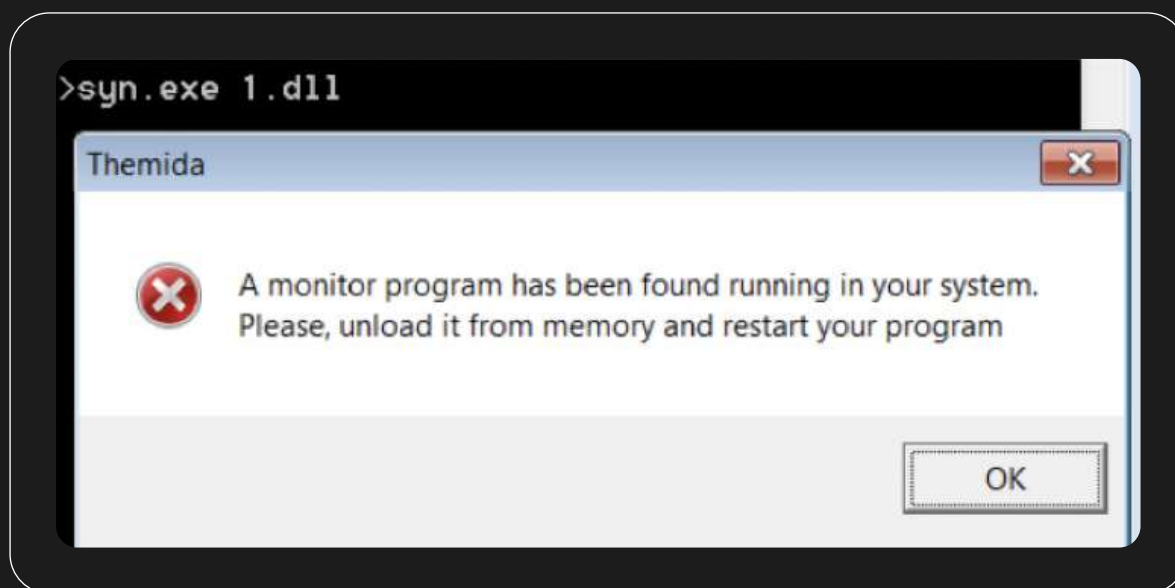 >syn.exe 1.dll
Themida
A monitor program has been found running in your system.
Please, unload it from memory and restart your program
OK